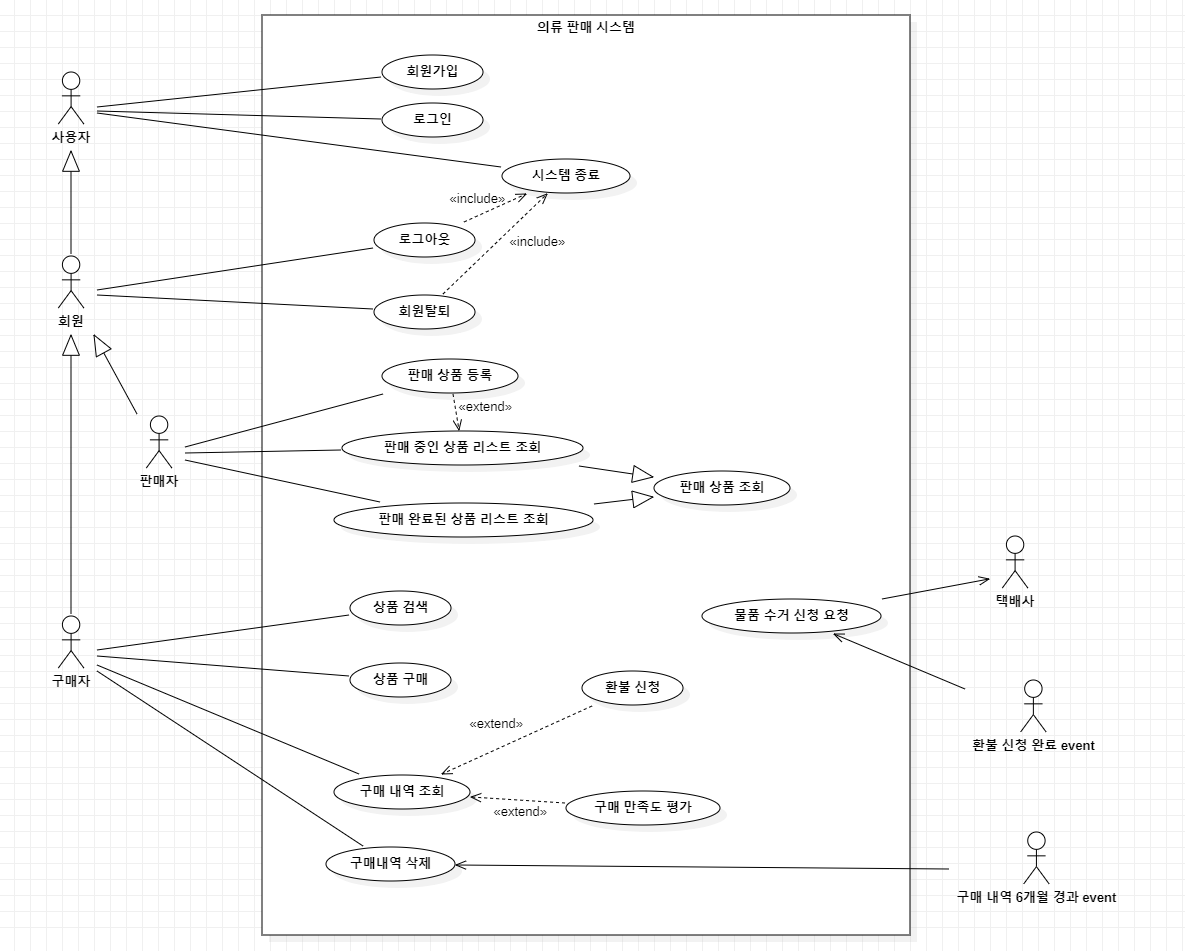 의류 판매 시스템
회원가입
로그인
사용자
시스템 종료
«include»
로그아웃
«include»
회원탈퇴
회원
판매 상품 등록
«extend»
판매 중인 상품 리스트 조회
판매자
판매 상품 조회
판매 완료된 상품 리스트 조회
택배사
상품 검색
물품 수거 신청 요청
구매자
상품 구매
환불 신청
«extend»
환불 신청 완료 event
구매 내역 조회
구매 만족도 평가
«extend»
구매내역 삭제
구매 내역 6개월 경과 event